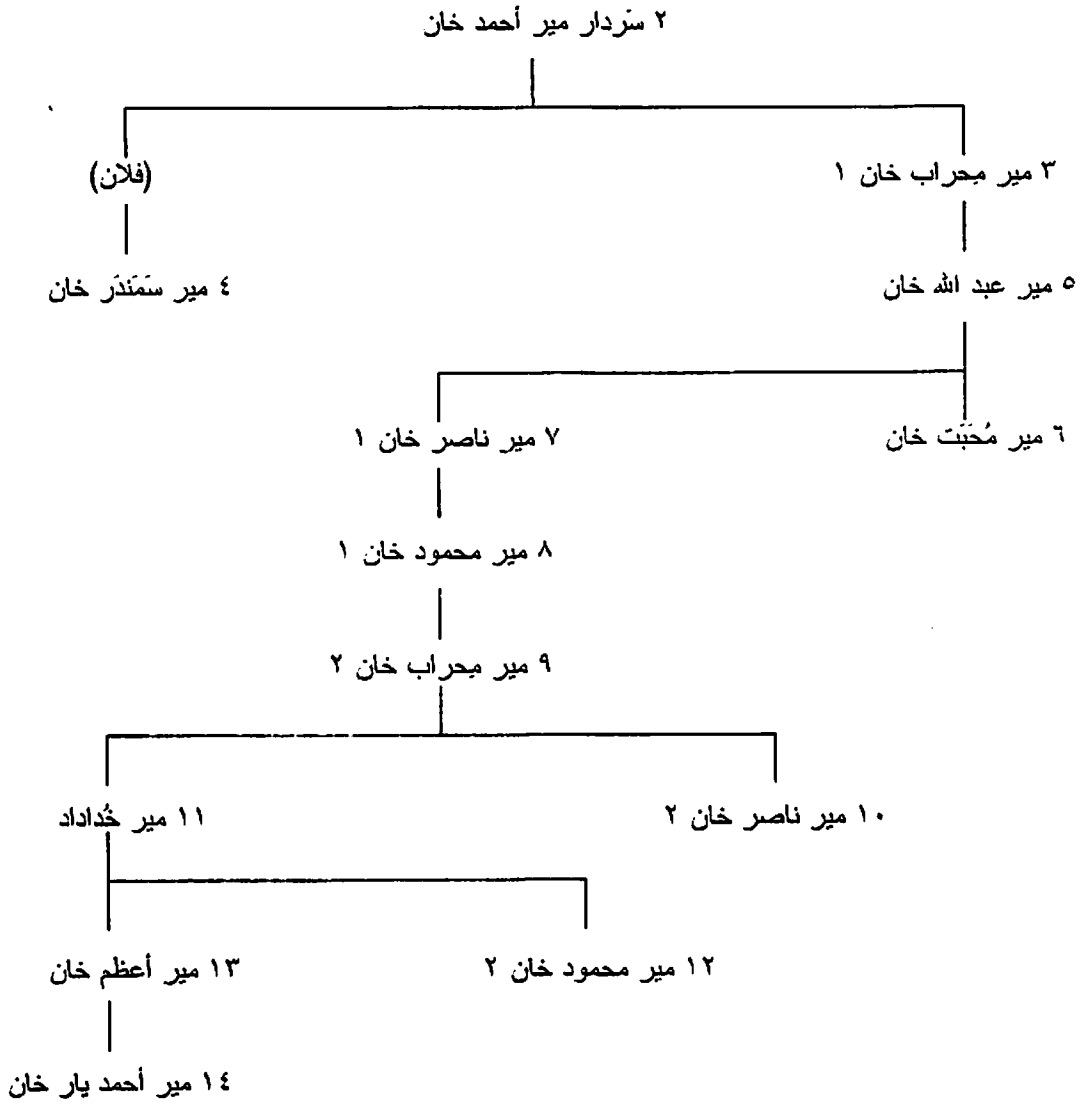 ٢ سَردار مير أحمد خان
٣ مير مِحراب خان ١
(فلان)
٥ مير عبد الله خان
٤ مير سَمَندَر خان
٦ مير مُحَبَت خان
٧ مير ناصر خان ١
٨ مير محمود خان ١
٩ مير مِحراب خان ٢
١٠ مير ناصر خان ٢
١١ مير خُداداد
١٢ مير محمود خان ٢
١٣ مير أعظم خان
١٤ مير أحمد يار خان